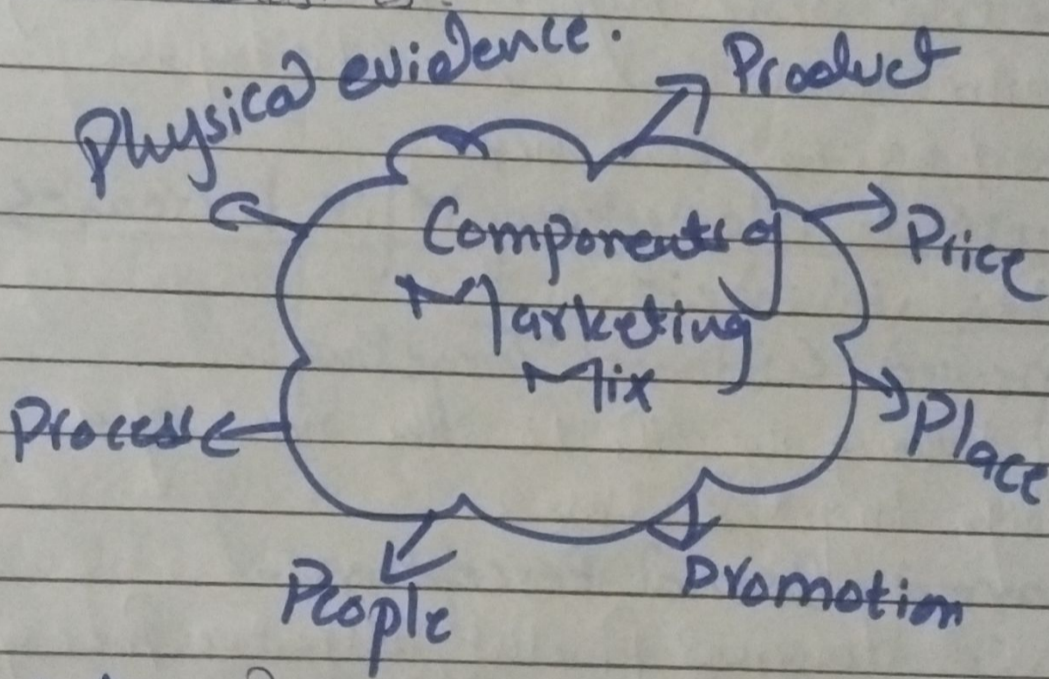 Physical evidence.
Product
Components of
Marketing
Mix
Price
Process
Place
People
Promotion